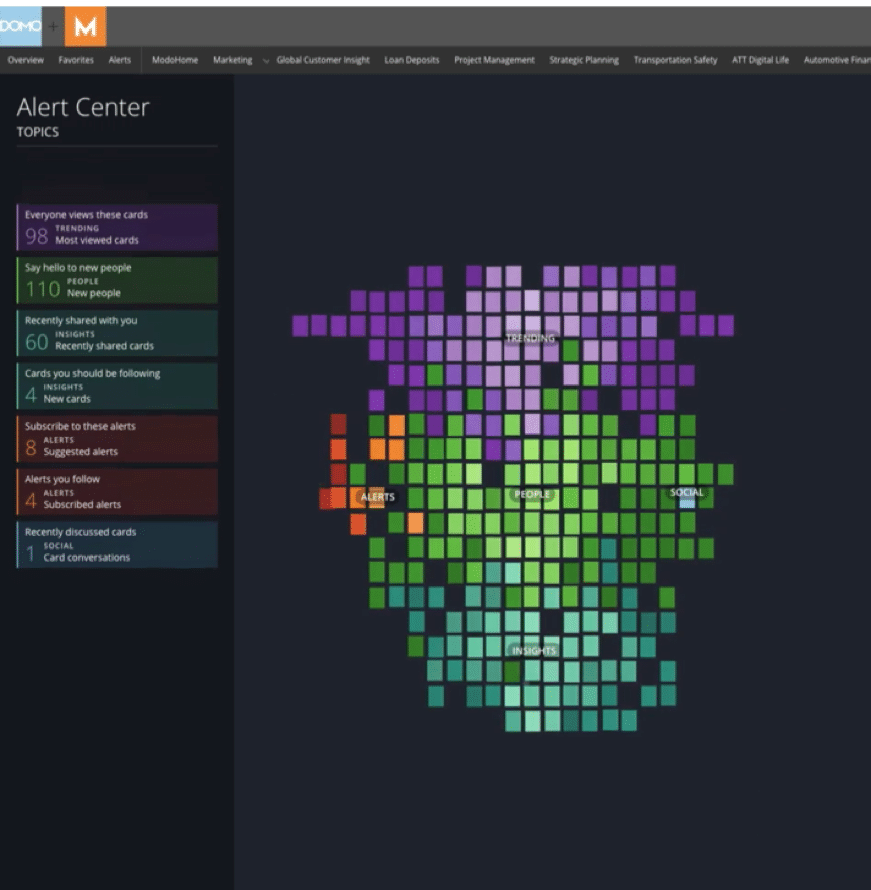 DOMO + M
Overview Favorites Alerts ModoHome Marketing Global Customer Insight Loan Deposits Project Management Strategic Planning Transportation Safety ATT Digital Life Automotive Finan
Alert Center
TOPICS
Everyone views these cards
98 TRENDING
Most viewed cards
Say hello to new people
110 PEOPLE
New people
Recently shared with you
60 INSIGHTS
Recently shared cards
Cards you should be following
4 INSIGHTS
New cards
Subscribe to these alerts
8 ALERTS
Suggested alerts
Alerts you follow
4 ALERTS
Subscribed alerts
Recently discussed cards
1 SOCIAL
Card conversations
TRENDING
ALERTS
PEOPLE
SOCIAL
INSIGHTS